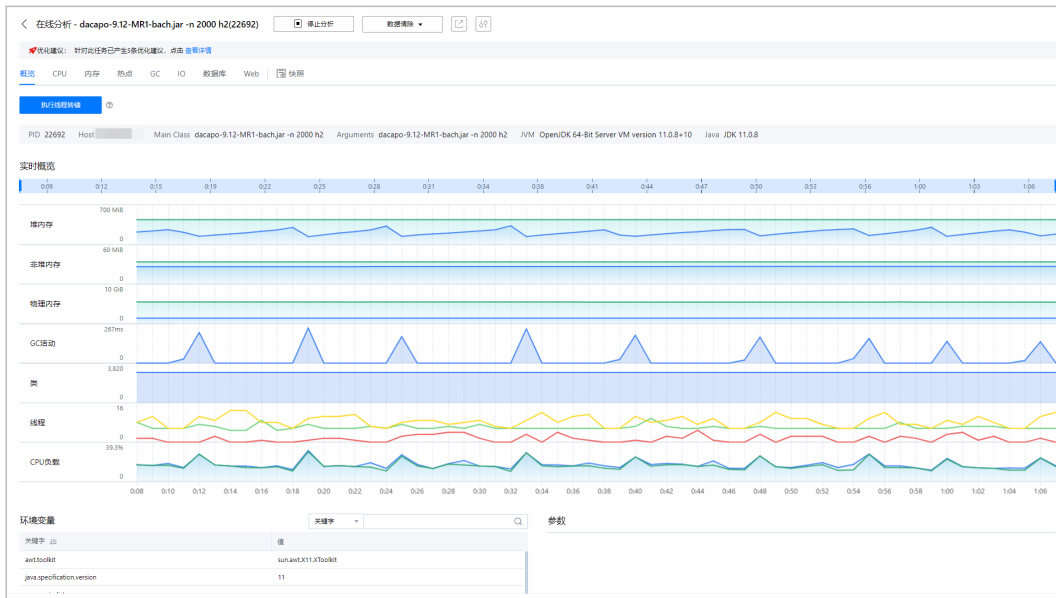 在线分析 - dacapo-9.12-MR1-bach.jar -n 2000 h2(22692) 停止分析 数据清除
优化建议： 针对此任务已产生5条优化建议，点击 查看详情
概览 CPU 内存 热点 GC IO 数据库 Web 快照
执行线程转储
PID 22692 Host Main Class dacapo-9.12-MR1-bach.jar -n 2000 h2 Arguments dacapo-9.12-MR1-bach.jar -n 2000 h2 JVM OpenJDK 64-Bit Server VM version 11.0.8+10 Java JDK 11.0.8
实时概览
0:09 0:12 0:15 0:19 0:22 0:25 0:28 0:31 0:34 0:38 0:41 0:44 0:47 0:50 0:53 0:56 1:00 1:03 1:06
700 MiB
堆内存
0
60 MiB
非堆内存
0
10 GiB
物理内存
0
267ms
GC活动
0
3,820
类
0
16
线程
0
39.3%
CPU负载
0
0:08 0:10 0:12 0:14 0:16 0:18 0:20 0:22 0:24 0:26 0:28 0:30 0:32 0:34 0:36 0:38 0:40 0:42 0:44 0:46 0:48 0:50 0:52 0:54 0:56 0:58 1:00 1:02 1:04 1:06
环境变量 关键字 参数
关键字 值
awt.toolkit sun.awt.X11.XToolkit
java.specification.version 11